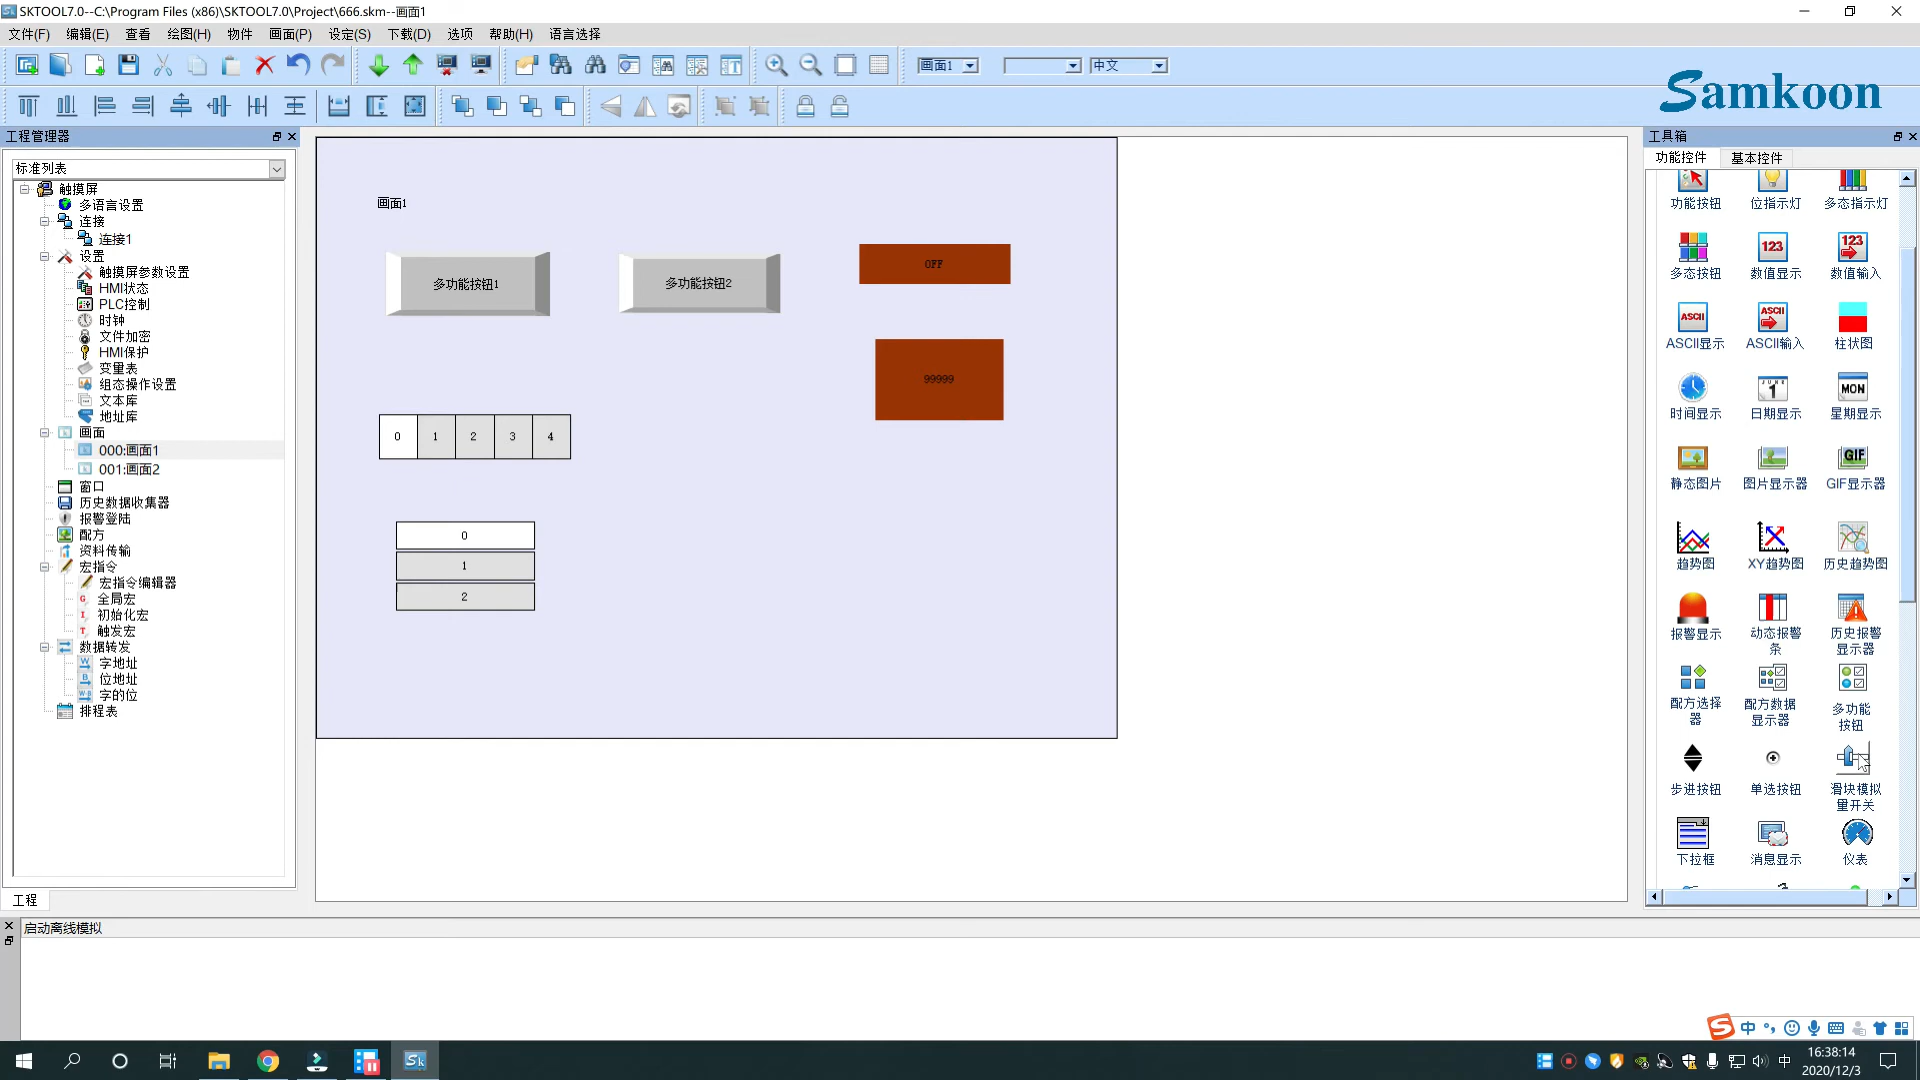 SKTOOL7.0--C:\Program Files (x86)\SKTOOL7.0\Project\666.skm--画面1
文件(F) 编辑(E) 查看 绘图(H) 物件 画面(P) 设定(S) 下载(D) 选项 帮助(H) 语言选择
画面1 中文
Samkoon
工程管理器
标准列表
触摸屏
多语言设置
连接
连接1
设置
触摸屏参数设置
HMI状态
PLC控制
时钟
文件加密
HMI保护
变量表
组态操作设置
文本库
地址库
画面
000:画面1
001:画面2
窗口
历史数据收集器
报警登陆
配方
资料传输
宏指令
宏指令编辑器
全局宏
初始化宏
触发宏
数据转发
字地址
位地址
字的位
排程表
工程
画面1
多功能按钮1 多功能按钮2 OFF
99999
0 1 2 3 4
0
1
2
工具箱
功能控件 基本控件
功能按钮 位指示灯 多态指示灯
123 123
多态按钮 数值显示 数值输入
ASCII ASCII
ASCII显示 ASCII输入 柱状图
JUNE 1 MON
时间显示 日期显示 星期显示
GIF
静态图片 图片显示器 GIF显示器
趋势图 XY趋势图 历史趋势图
报警显示 动态报警条 历史报警显示器
配方选择器 配方数据显示器 多功能按钮
步进按钮 单选按钮 滑块模拟量开关
下拉框 消息显示 仪表
启动离线模拟
中
中
16:38:14
2020/12/3